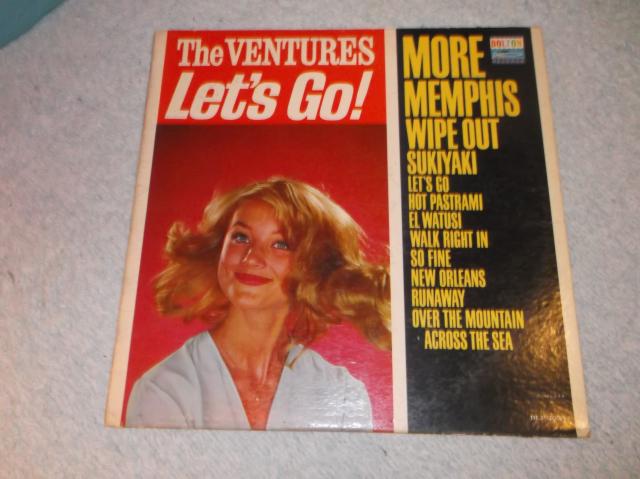 The VENTURES
Let's Go!
DOLTON
MORE
MEMPHIS
WIPE OUT
SUKIYAKI
LET'S GO
HOT PASTRAMI
EL WATUSI
WALK RIGHT IN
SO FINE
NEW ORLEANS
RUNAWAY
OVER THE MOUNTAIN
ACROSS THE SEA